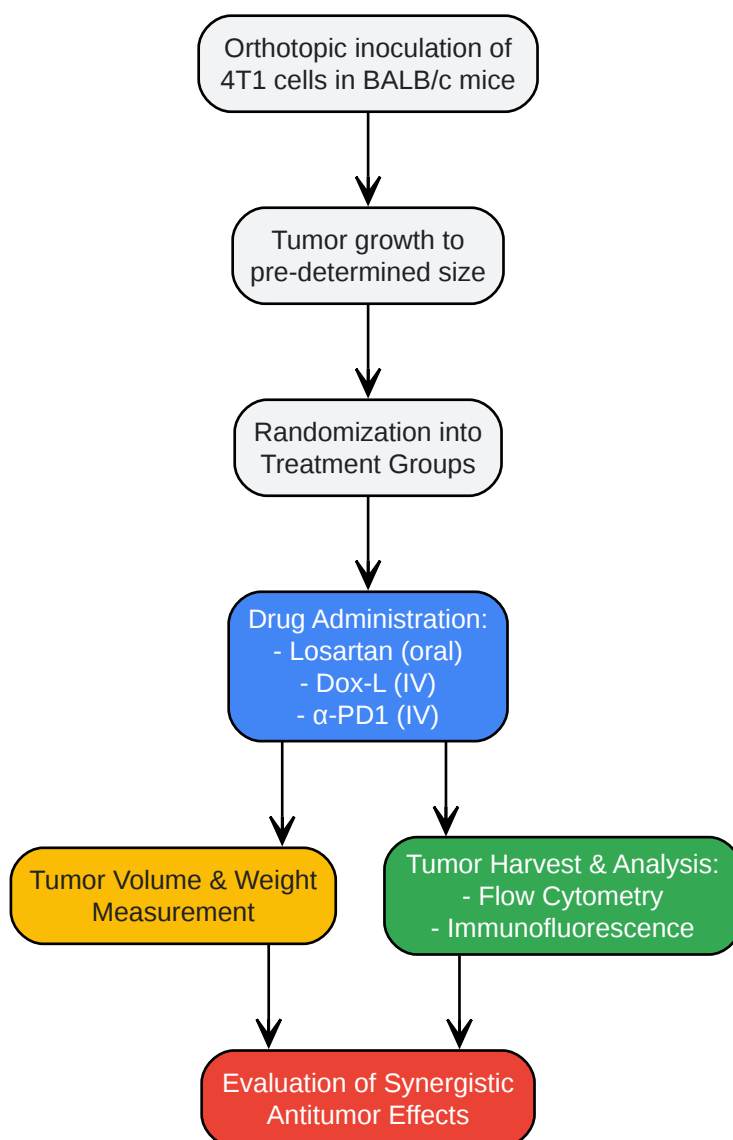 Orthotopic inoculation of
4T1 cells in BALB/c mice
Tumor growth to
pre-determined size
Randomization into
Treatment Groups
Drug Administration:
- Losartan (oral)
- Dox-L (IV)
- α-PD1 (IV)
Tumor Volume & Weight
Measurement
Tumor Harvest & Analysis:
- Flow Cytometry
- Immunofluorescence
Evaluation of Synergistic
Antitumor Effects